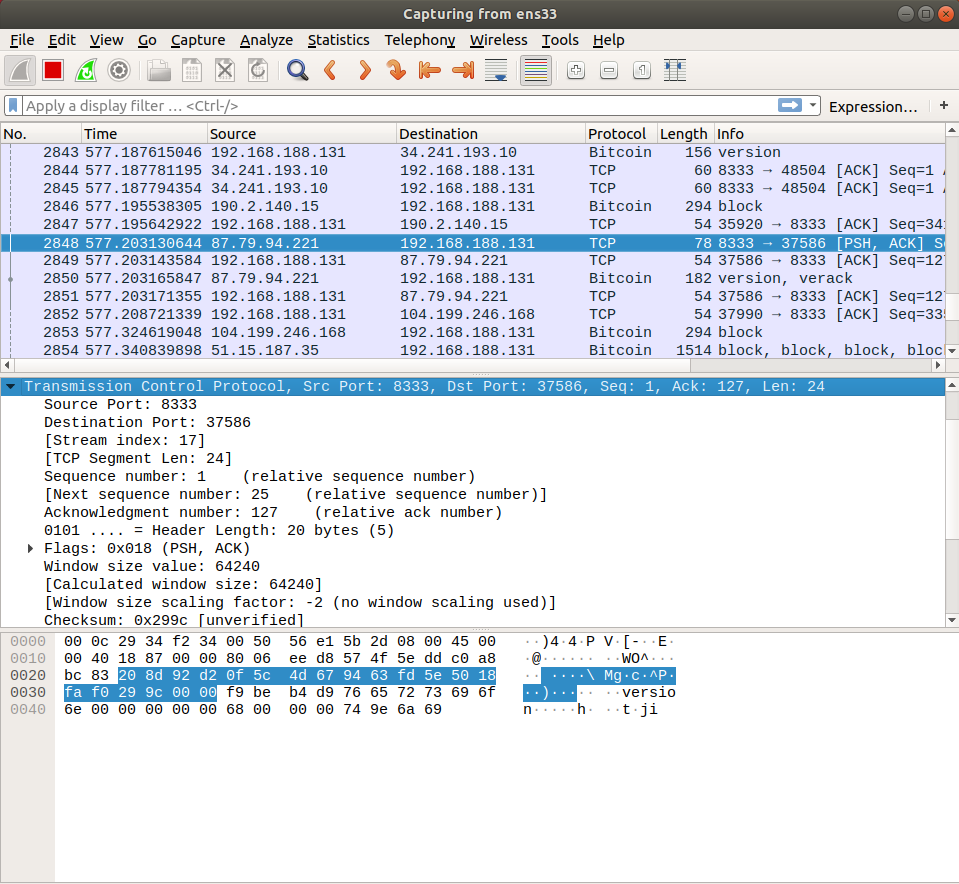 Capturing from ens33
File Edit View Go Capture Analyze Statistics Telephony Wireless Tools Help
Apply a display filter … <Ctrl-/> Expression… +
No. Time Source Destination Protocol Length Info
2843 577.187615046 192.168.188.131 34.241.193.10 Bitcoin 156 version
2844 577.187781195 34.241.193.10 192.168.188.131 TCP 60 8333 → 48504 [ACK] Seq=1
2845 577.187794354 34.241.193.10 192.168.188.131 TCP 60 8333 → 48504 [ACK] Seq=1
2846 577.195538305 190.2.140.15 192.168.188.131 Bitcoin 294 block
2847 577.195642922 192.168.188.131 190.2.140.15 TCP 54 35920 → 8333 [ACK]
2848 577.203130644 87.79.94.221 192.168.188.131 TCP 78 8333 → 37586 [PSH, ACK]
2849 577.203143584 192.168.188.131 87.79.94.221 TCP 54 37586 → 8333 [ACK]
2850 577.203165847 87.79.94.221 192.168.188.131 Bitcoin 182 version, verack
2851 577.203171355 192.168.188.131 87.79.94.221 TCP 54 37586 → 8333 [ACK]
2852 577.208721339 192.168.188.131 104.199.246.168 TCP 54 37990 → 8333 [ACK]
2853 577.324619048 104.199.246.168 192.168.188.131 Bitcoin 294 block
2854 577.340839898 51.15.187.35 192.168.188.131 Bitcoin 1514 block, block, block,
Transmission Control Protocol, Src Port: 8333, Dst Port: 37586, Seq: 1, Ack: 127, Len: 24
Source Port: 8333
Destination Port: 37586
[Stream index: 17]
[TCP Segment Len: 24]
Sequence number: 1 (relative sequence number)
[Next sequence number: 25 (relative sequence number)]
Acknowledgment number: 127 (relative ack number)
0101 .... = Header Length: 20 bytes (5)
Flags: 0x018 (PSH, ACK)
Window size value: 64240
[Calculated window size: 64240]
[Window size scaling factor: -2 (no window scaling used)]
Checksum: 0x299c [unverified]
0000 00 0c 29 34 f2 34 00 50 56 e1 5b 2d 08 00 45 00 ··)4·4·P V·[-··E·
0010 00 40 18 87 00 00 80 06 ee d8 57 4f 5e dd c0 a8 ·@······ ··WO^···
0020 bc 83 20 8d 92 d2 0f 5c 4d 67 94 63 fd 5e 50 18 ·· ····\ Mg·c·^P·
0030 fa f0 29 9c 00 00 f9 be b4 d9 76 65 72 73 69 6f ··)····· ··versio
0040 6e 00 00 00 00 00 68 00 00 00 74 9e 6a 69 n·····h· ··t·ji